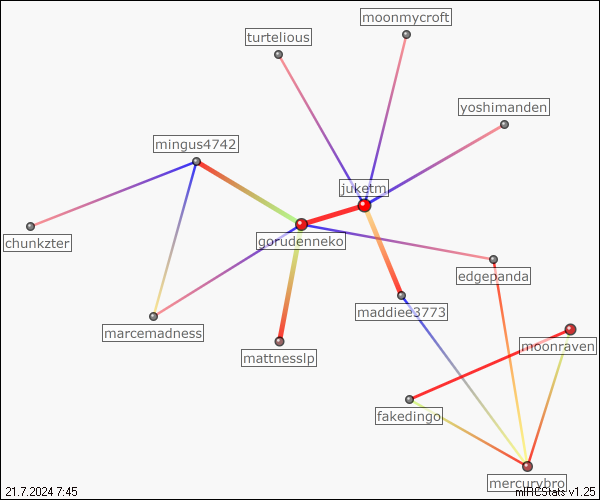 moonmycroft
turtelious
yoshimanden
mingus4742
juketm
chunkzter
gorudenneko
edgepanda
maddiee3773
marcemadness
moonraven
mattnesslp
fakedingo
mercurybro
21.7.2024 7:45
mIRCStats v1.25